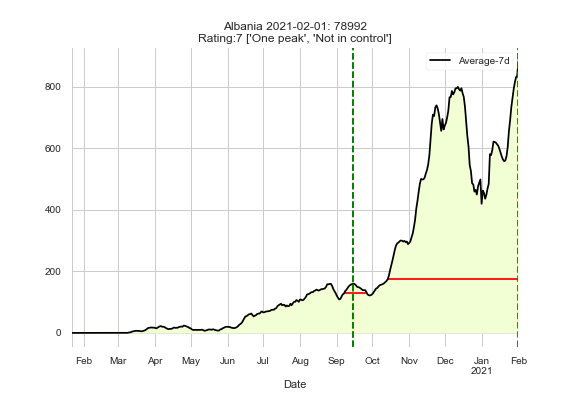 Albania 2021-02-01: 78992
Rating:7 ['One peak', 'Not in control']
Average-7d
800
600
400
200
0
Feb Mar Apr May Jun Jul Aug Sep Oct Nov Dec Jan Feb
2021
Date